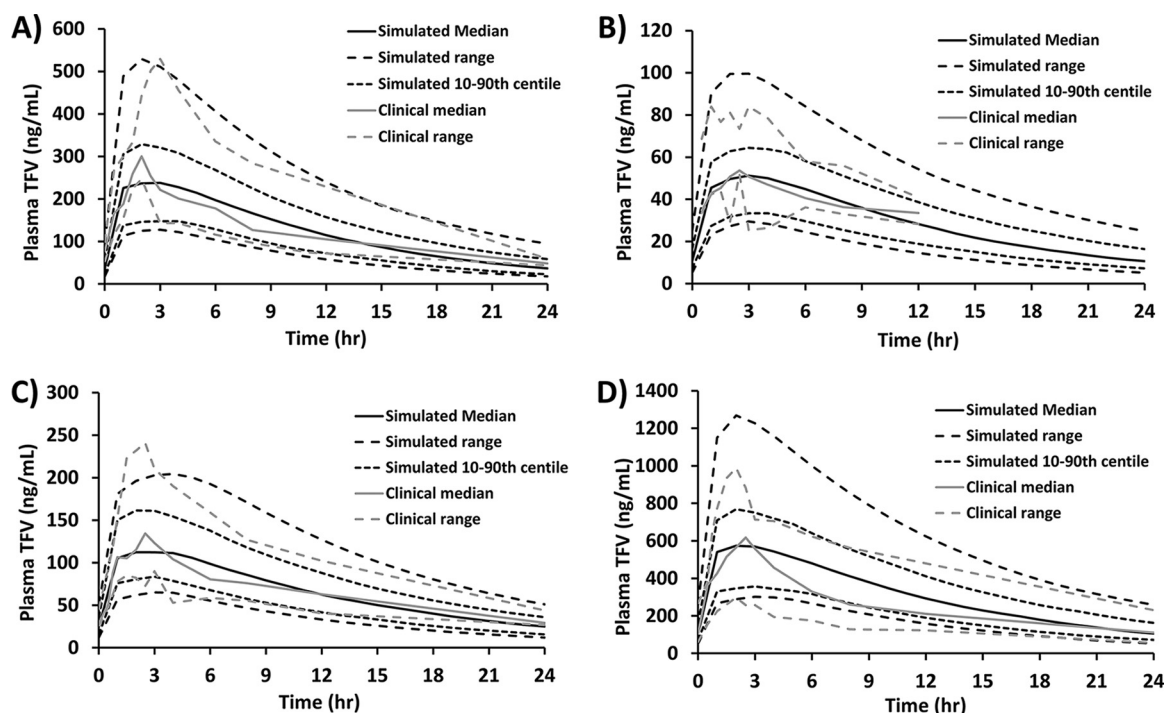 A)
Plasma TFV (ng/mL)
600
500
400
300
200
100
0
Simulated Median
Simulated range
Simulated 10-90th centile
Clinical median
Clinical range
0 3 6 9 12 15 18 21 24
Time (hr)
B)
Plasma TFV (ng/mL)
120
100
80
60
40
20
0
Simulated Median
Simulated range
Simulated 10-90th centile
Clinical median
Clinical range
0 3 6 9 12 15 18 21 24
Time (hr)
C)
Plasma TFV (ng/mL)
300
250
200
150
100
50
0
Simulated Median
Simulated range
Simulated 10-90th centile
Clinical median
Clinical range
0 3 6 9 12 15 18 21 24
Time (hr)
D)
Plasma TFV (ng/mL)
1400
1200
1000
800
600
400
200
0
Simulated Median
Simulated range
Simulated 10-90th centile
Clinical median
Clinical range
0 3 6 9 12 15 18 21 24
Time (hr)